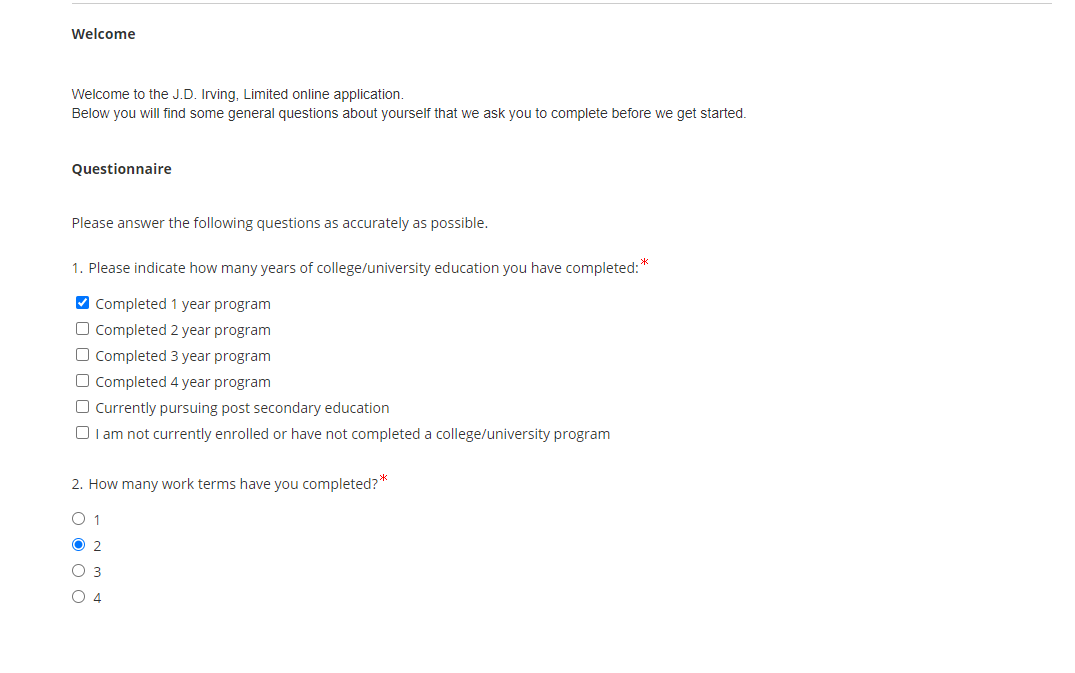 Welcome
Welcome to the J.D. Irving, Limited online application.
Below you will find some general questions about yourself that we ask you to complete before we get started.
Questionnaire
Please answer the following questions as accurately as possible.
1. Please indicate how many years of college/university education you have completed:*
Completed 1 year program
Completed 2 year program
Completed 3 year program
Completed 4 year program
Currently pursuing post secondary education
I am not currently enrolled or have not completed a college/university program
2. How many work terms have you completed?*
1
2
3
4